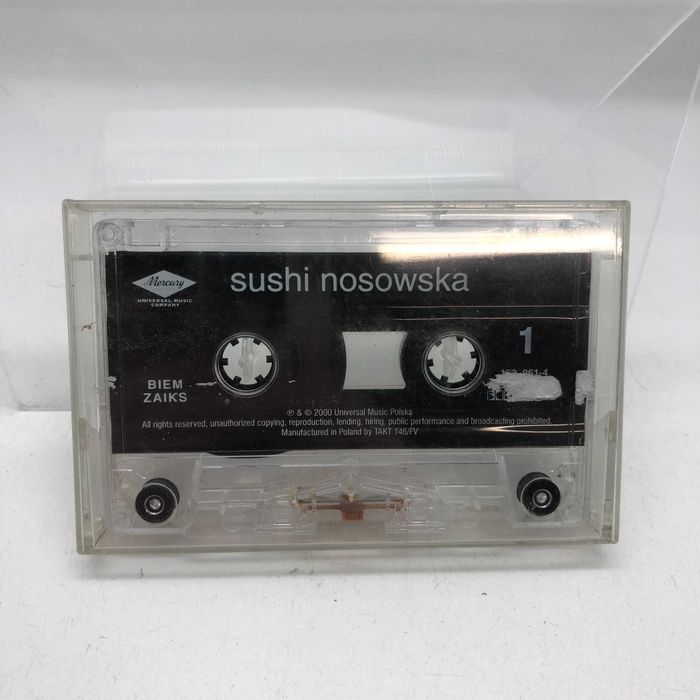 Mercury
UNIVERSAL MUSIC
COMPANY
sushi nosowska
1
BIEM
ZAIKS
℗ & © 2000 Universal Music Polska
All rights reserved, unauthorized copying, reproduction, lending, hiring, public performance and broadcasting prohibited.
Manufactured in Poland by TAKT 146/FV